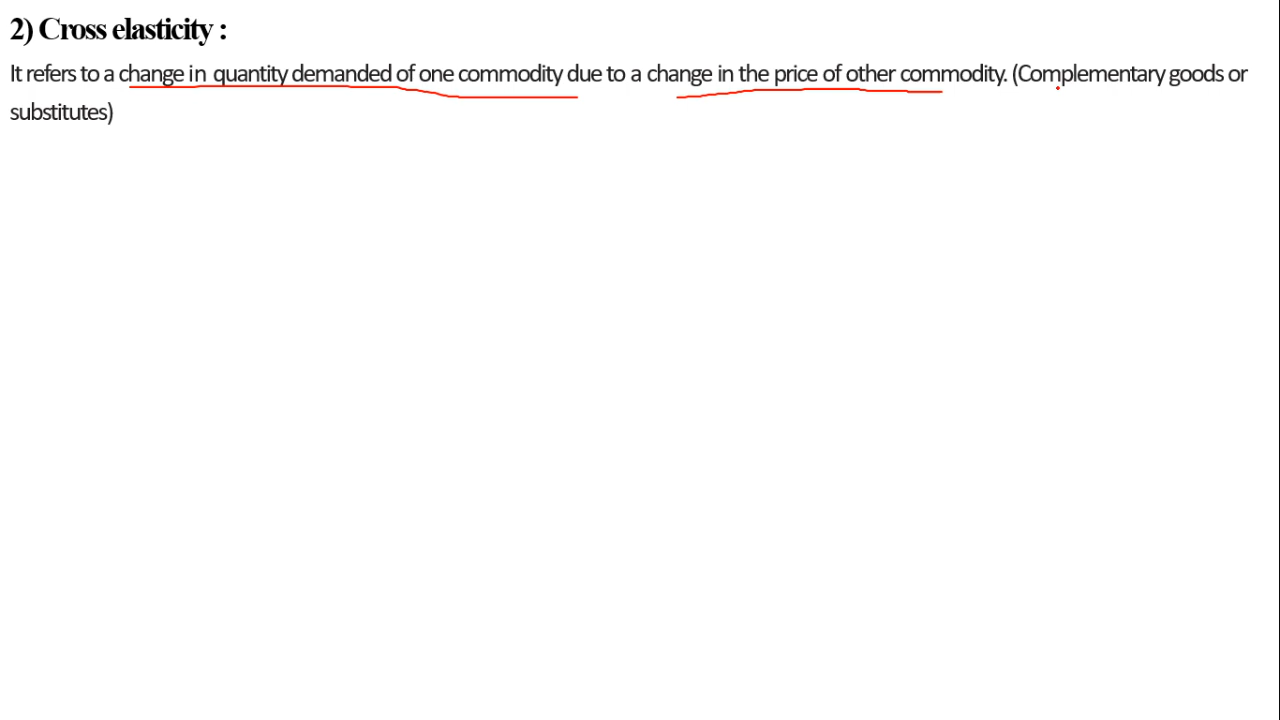 2) Cross elasticity :
It refers to a change in quantity demanded of one commodity due to a change in the price of other commodity. (Complementary goods or
substitutes)